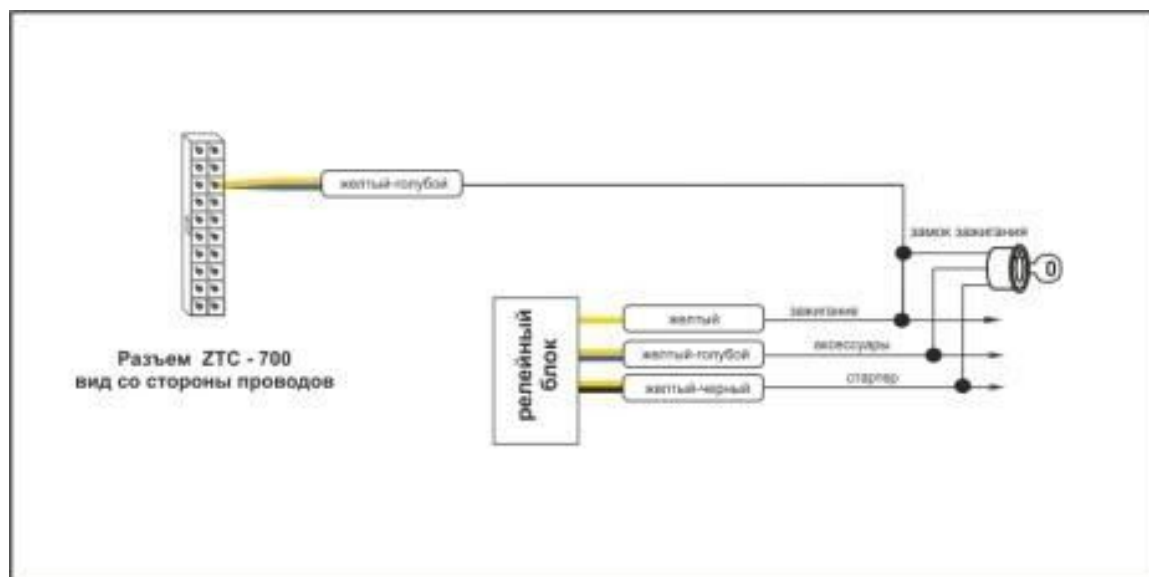 желтый-голубой
замок зажигания
Разъем ZTC - 700
вид со стороны проводов
релейный
блок
желтый
зажигание
желтый-голубой
аксессуары
желтый-черный
стартер